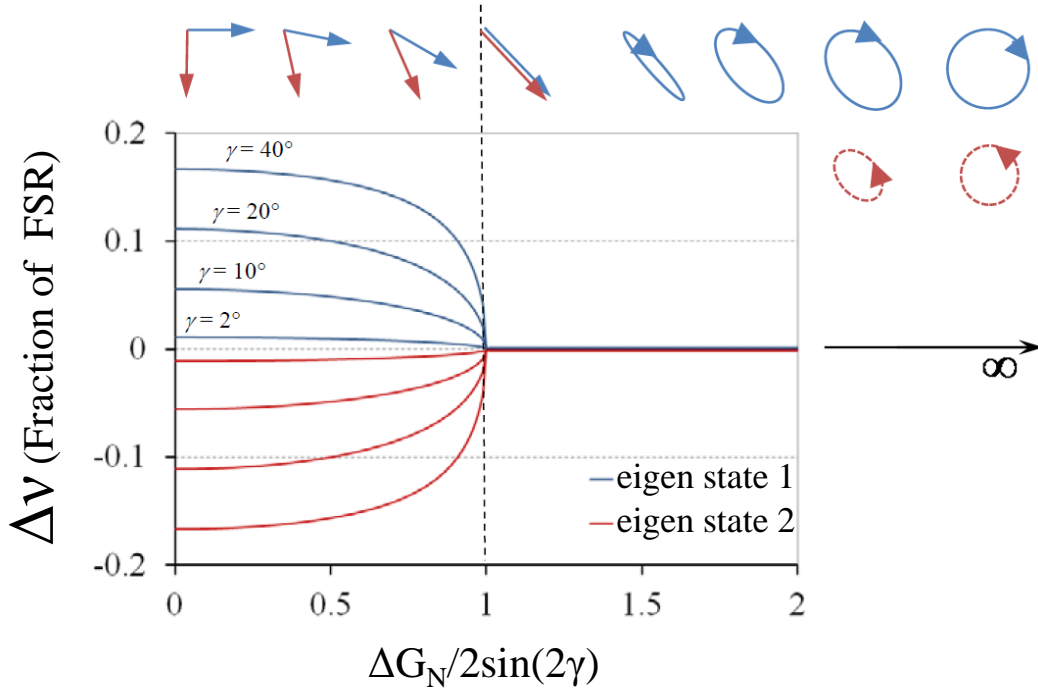 0.2
γ = 40°
γ = 20°
0.1
γ = 10°
γ = 2°
0
∞
-0.1
eigen state 1
eigen state 2
-0.2
0 0.5 1 1.5 2
Δν (Fraction of FSR)
ΔG_N/2sin(2γ)